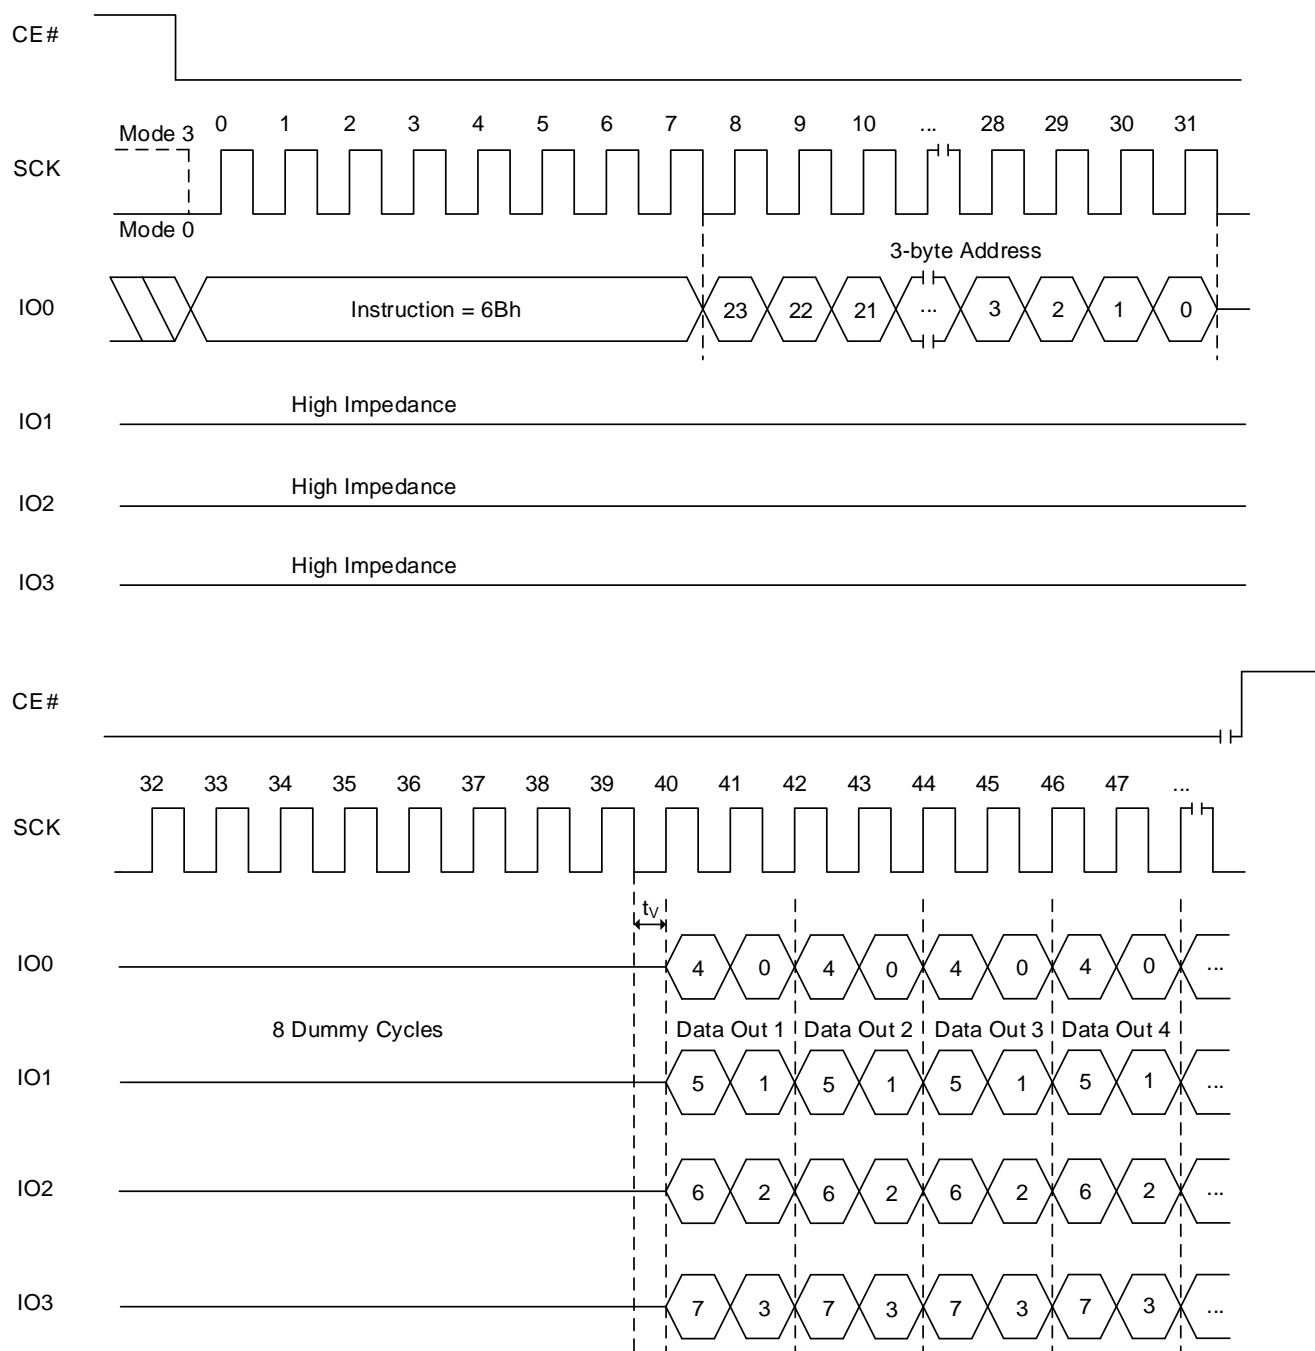 CE#
Mode 3 0 1 2 3 4 5 6 7 8 9 10 ... 28 29 30 31
SCK
Mode 0
3-byte Address
IO0 Instruction = 6Bh 23 22 21 ... 3 2 1 0
High Impedance
IO1
High Impedance
IO2
High Impedance
IO3
CE#
32 33 34 35 36 37 38 39 40 41 42 43 44 45 46 47 ...
SCK
tV
IO0 4 0 4 0 4 0 4 0 ...
8 Dummy Cycles Data Out 1 Data Out 2 Data Out 3 Data Out 4
IO1 5 1 5 1 5 1 5 1 ...
IO2 6 2 6 2 6 2 6 2 ...
IO3 7 3 7 3 7 3 7 3 ...